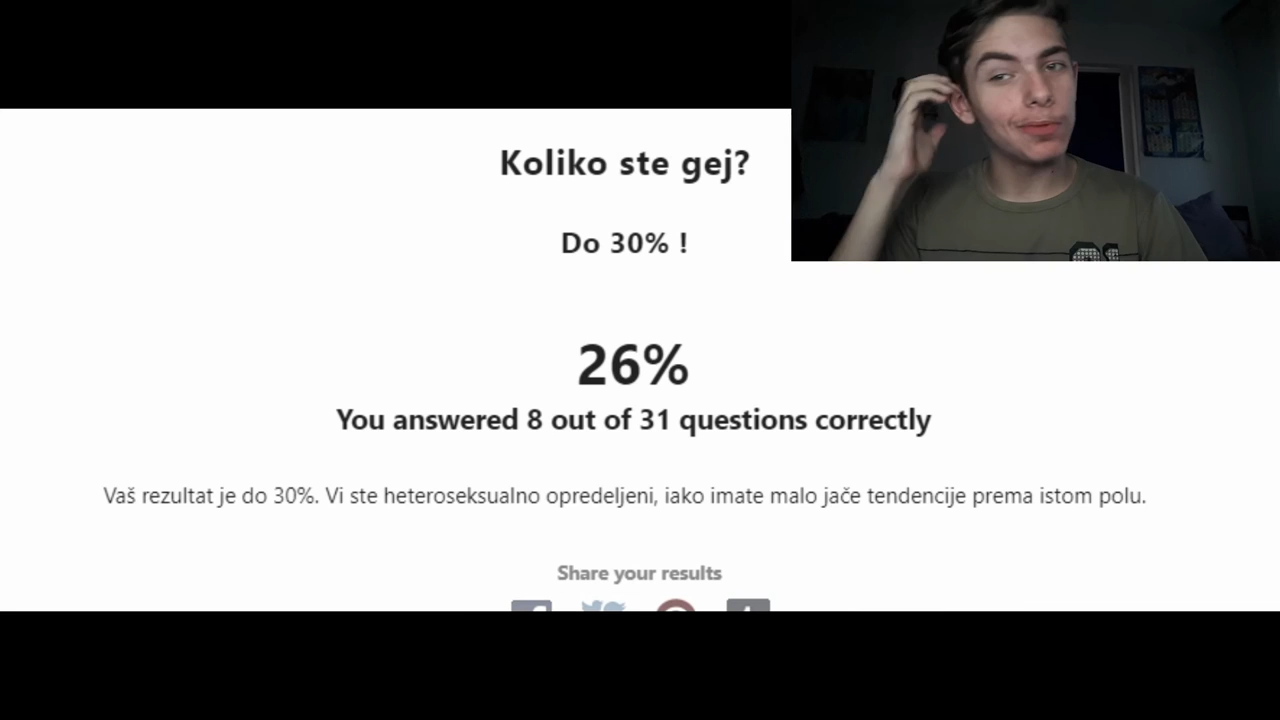 Koliko ste gej?
Do 30% !
26%
You answered 8 out of 31 questions correctly
Vaš rezultat je do 30%. Vi ste heteroseksualno opredeljeni, iako imate malo jače tendencije prema istom polu.
Share your results